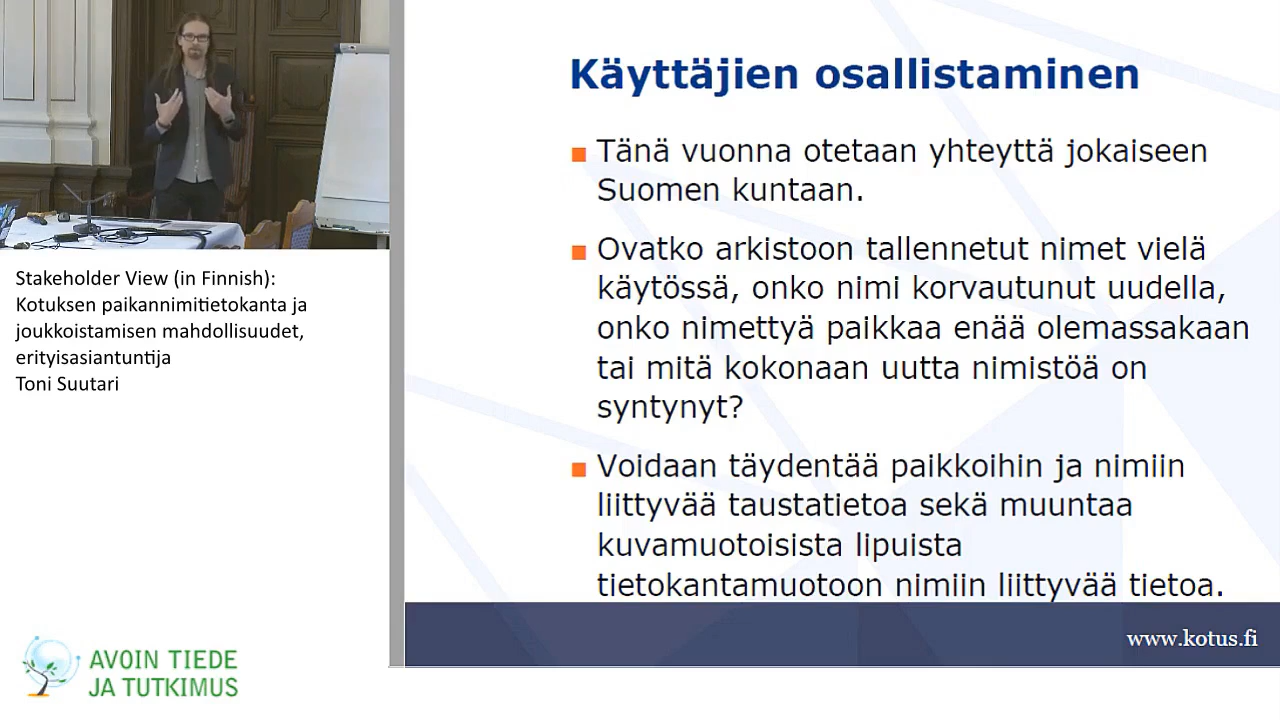 Stakeholder View (in Finnish):
Kotuksen paikannimitietokanta ja
joukkoistamisen mahdollisuudet,
erityisasiantuntija
Toni Suutari
AVOIN TIEDE
JA TUTKIMUS
Käyttäjien osallistaminen
Tänä vuonna otetaan yhteyttä jokaiseen
Suomen kuntaan.
Ovatko arkistoon tallennetut nimet vielä
käytössä, onko nimi korvautunut uudella,
onko nimettyä paikkaa enää olemassakaan
tai mitä kokonaan uutta nimistöä on
syntynyt?
Voidaan täydentää paikkoihin ja nimiin
liittyvää taustatietoa sekä muuntaa
kuvamuotoisista lipuista
tietokantamuotoon nimiin liittyvää tietoa.
www.kotus.fi